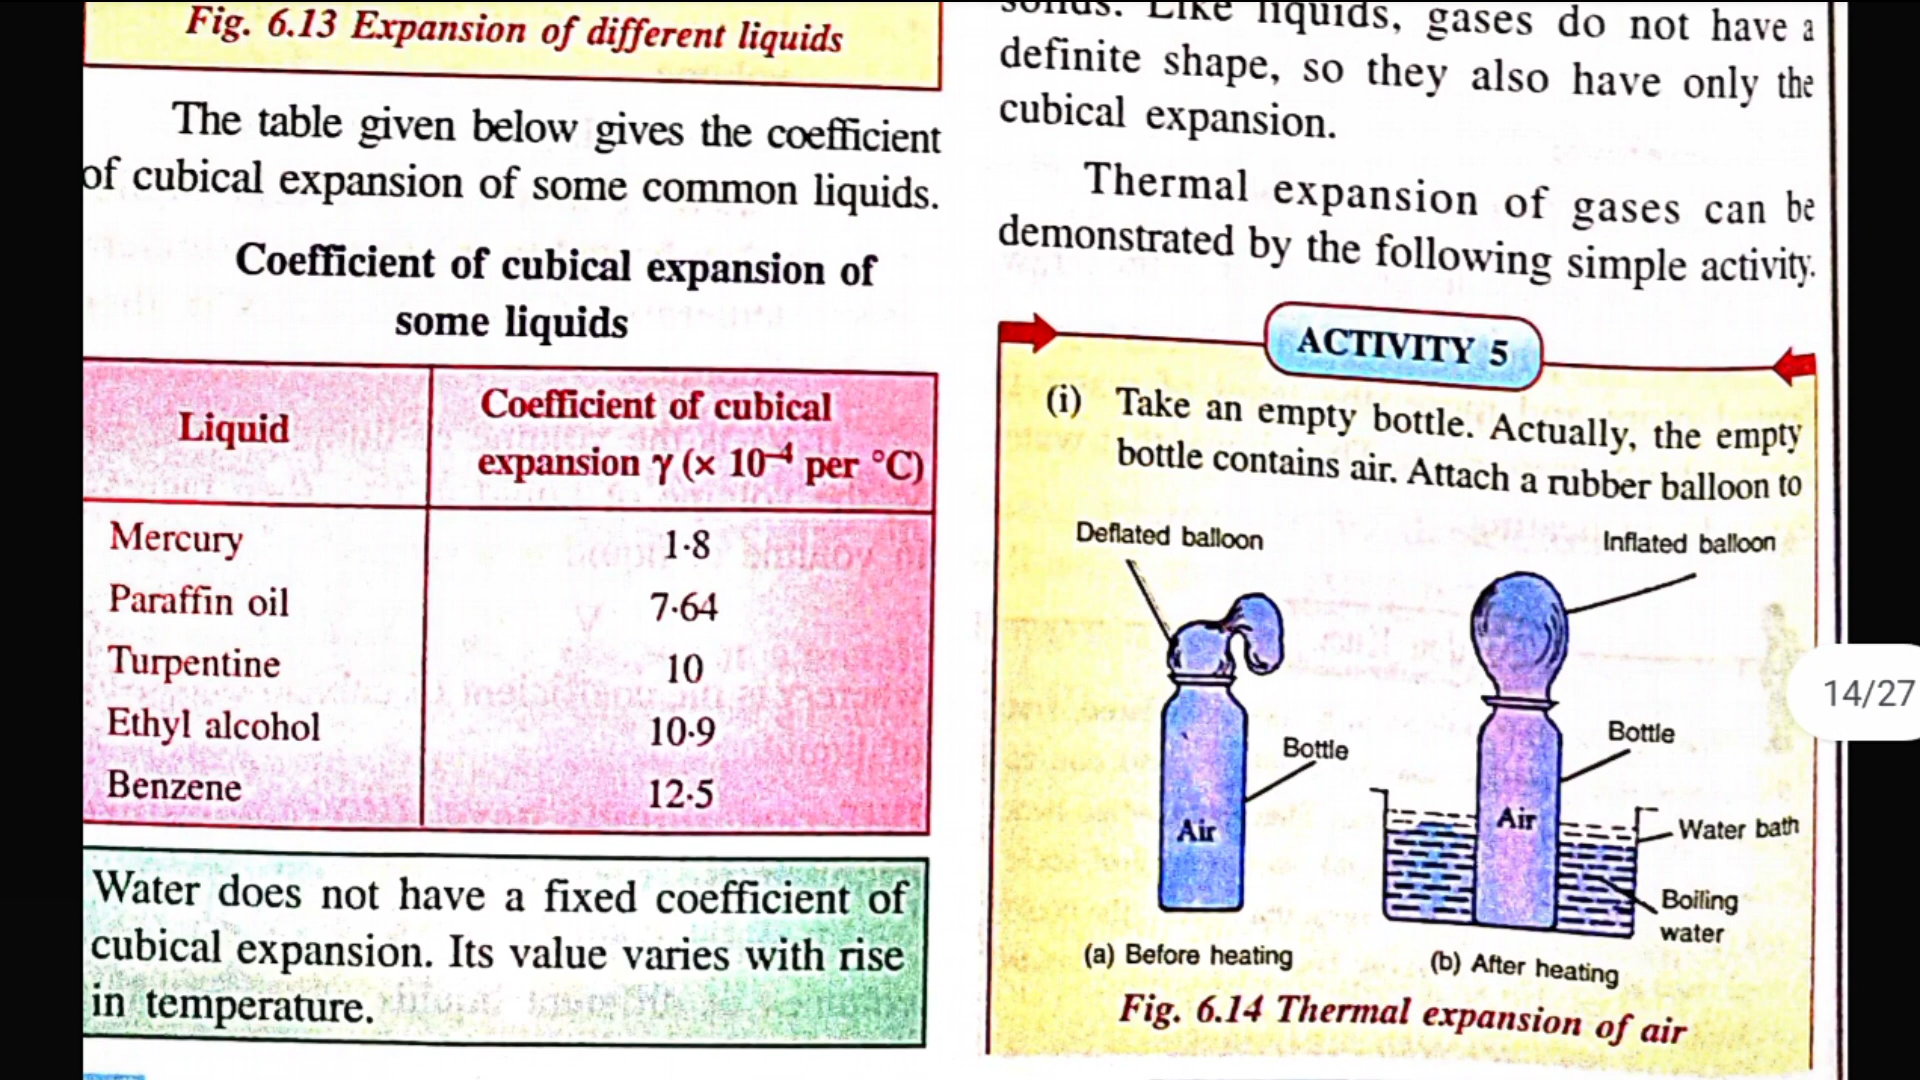 Fig. 6.13 Expansion of different liquids
The table given below gives the coefficient
of cubical expansion of some common liquids.
Coefficient of cubical expansion of
some liquids
Liquid
Coefficient of cubical
expansion γ (× 10⁻⁴ per °C)
Mercury 1·8
Paraffin oil 7·64
Turpentine 10
Ethyl alcohol 10·9
Benzene 12·5
Water does not have a fixed coefficient of
cubical expansion. Its value varies with rise
in temperature.
solids. Like liquids, gases do not have a
definite shape, so they also have only the
cubical expansion.
Thermal expansion of gases can be
demonstrated by the following simple activity.
ACTIVITY 5
(i) Take an empty bottle. Actually, the empty
bottle contains air. Attach a rubber balloon to
Deflated balloon
Inflated balloon
Bottle
Bottle
Air
Air
Water bath
Boiling
water
(a) Before heating
(b) After heating
Fig. 6.14 Thermal expansion of air
14/27